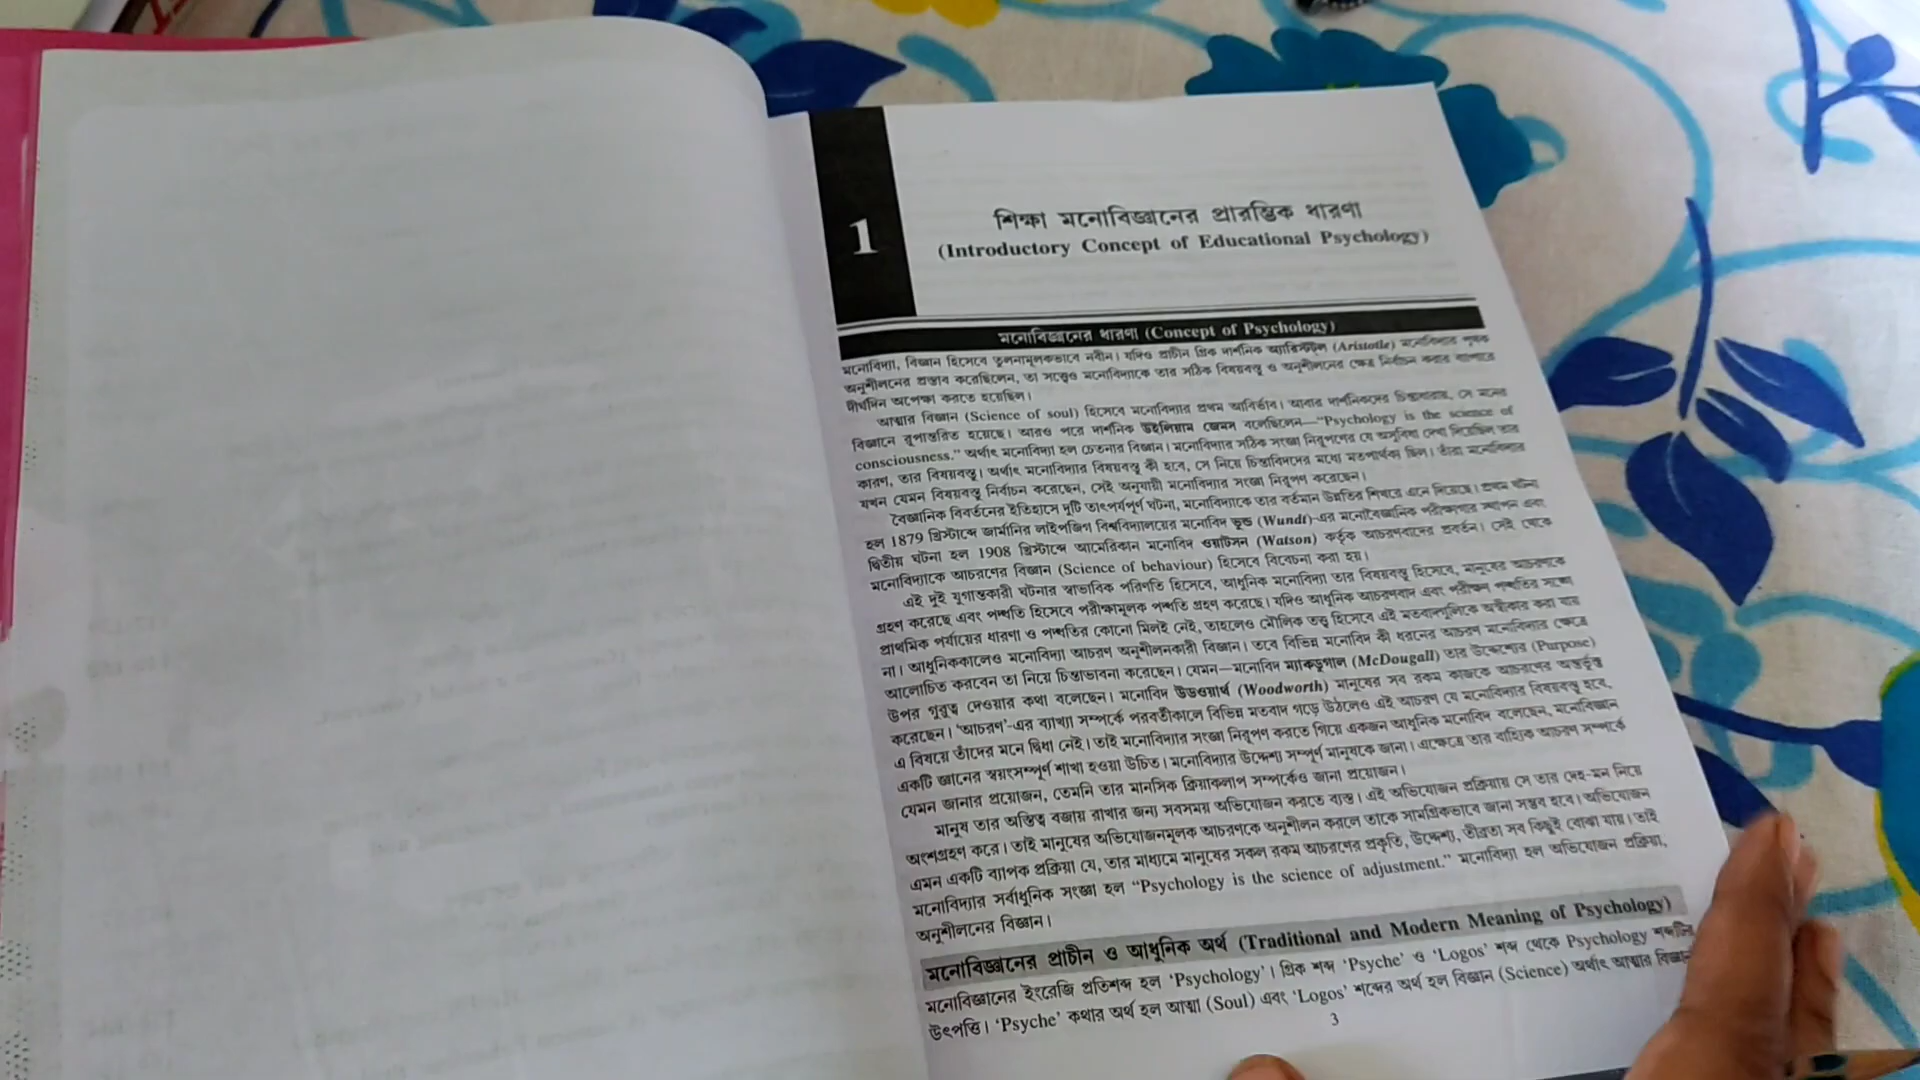 1
শিক্ষা মনোবিজ্ঞানের প্রারম্ভিক ধারণা
(Introductory Concept of Educational Psychology)
মনোবিজ্ঞানের ধারণা (Concept of Psychology)
মনোবিদ্যা, বিজ্ঞান হিসেবে তুলনামূলকভাবে নবীন। যদিও প্রাচীন গ্রিক দার্শনিক অ্যারিস্টটল (Aristotle) মনোবিদ্যার পৃথক
অনুশীলনের প্রস্তাব করেছিলেন, তা সত্ত্বেও মনোবিদ্যাকে তার সঠিক বিষয়বস্তু ও অনুশীলনের ক্ষেত্র নির্বাচন করার ব্যাপারে
দীর্ঘদিন অপেক্ষা করতে হয়েছিল।
আত্মার বিজ্ঞান (Science of soul) হিসেবে মনোবিদ্যার প্রথম আবির্ভাব। আবার দার্শনিকদের চিন্তাধারায়, সে মনের
বিজ্ঞানে রূপান্তরিত হয়েছে। আরও পরে দার্শনিক উইলিয়াম জেমস বলেছিলেন—“Psychology is the science of
consciousness.” অর্থাৎ মনোবিদ্যা হল চেতনার বিজ্ঞান। মনোবিদ্যার সঠিক সংজ্ঞা নিরূপণের যে অসুবিধা দেখা দিয়েছিল তার
কারণ, তার বিষয়বস্তু। অর্থাৎ মনোবিদ্যার বিষয়বস্তু কী হবে, সে নিয়ে চিন্তাবিদদের মধ্যে মতপার্থক্য ছিল। তাঁরা মনোবিদ্যার
যখন যেমন বিষয়বস্তু নির্বাচন করেছেন, সেই অনুযায়ী মনোবিদ্যার সংজ্ঞা নিরূপণ করেছেন।
বৈজ্ঞানিক বিবর্তনের ইতিহাসে দুটি তাৎপর্যপূর্ণ ঘটনা, মনোবিদ্যাকে তার বর্তমান উন্নতির শিখরে এনে দিয়েছে। প্রথম ঘটনা
হল 1879 খ্রিস্টাব্দে জার্মানির লাইপজিগ বিশ্ববিদ্যালয়ের মনোবিদ ভুন্ড (Wundt)-এর মনোবৈজ্ঞানিক পরীক্ষাগার স্থাপন এবং
দ্বিতীয় ঘটনা হল 1908 খ্রিস্টাব্দে আমেরিকান মনোবিদ ওয়াটসন (Watson) কর্তৃক আচরণবাদের প্রবর্তন। সেই থেকে
মনোবিদ্যাকে আচরণের বিজ্ঞান (Science of behaviour) হিসেবে বিবেচনা করা হয়।
এই দুই যুগান্তকারী ঘটনার স্বাভাবিক পরিণতি হিসেবে, আধুনিক মনোবিদ্যা তার বিষয়বস্তু হিসেবে, মানুষের আচরণকে
গ্রহণ করেছে এবং পদ্ধতি হিসেবে পরীক্ষামূলক পদ্ধতি গ্রহণ করেছে। যদিও আধুনিক আচরণবাদ এবং পরীক্ষণ পদ্ধতির সঙ্গে
প্রাথমিক পর্যায়ের ধারণা ও পদ্ধতির কোনো মিলই নেই, তাহলেও মৌলিক তত্ত্ব হিসেবে এই মতবাদগুলিকে অস্বীকার করা যায়
না। আধুনিককালেও মনোবিদ্যা আচরণ অনুশীলনকারী বিজ্ঞান। তবে বিভিন্ন মনোবিদ কী ধরনের আচরণ মনোবিদ্যার ক্ষেত্রে
আলোচিত করবেন তা নিয়ে চিন্তাভাবনা করেছেন। যেমন—মনোবিদ ম্যাকডুগাল (McDougall) তার উদ্দেশ্যের (Purpose)
উপর গুরুত্ব দেওয়ার কথা বলেছেন। মনোবিদ উডওয়ার্থ (Woodworth) মানুষের সব রকম কাজকে আচরণের অন্তর্ভুক্ত
করেছেন। ‘আচরণ’-এর ব্যাখ্যা সম্পর্কে পরবর্তীকালে বিভিন্ন মতবাদ গড়ে উঠলেও এই আচরণ যে মনোবিদ্যার বিষয়বস্তু হবে,
এ বিষয়ে তাঁদের মনে দ্বিধা নেই। তাই মনোবিদ্যার সংজ্ঞা নিরূপণ করতে গিয়ে একজন আধুনিক মনোবিদ বলেছেন, মনোবিজ্ঞান
একটি জ্ঞানের স্বয়ংসম্পূর্ণ শাখা হওয়া উচিত। মনোবিদ্যার উদ্দেশ্য সম্পূর্ণ মানুষকে জানা। এক্ষেত্রে তার বাহ্যিক আচরণ সম্পর্কে
যেমন জানার প্রয়োজন, তেমনি তার মানসিক ক্রিয়াকলাপ সম্পর্কেও জানা প্রয়োজন।
মানুষ তার অস্তিত্ব বজায় রাখার জন্য সবসময় অভিযোজন করতে ব্যস্ত। এই অভিযোজন প্রক্রিয়ায় সে তার দেহ-মন নিয়ে
অংশগ্রহণ করে। তাই মানুষের অভিযোজনমূলক আচরণকে অনুশীলন করলে তাকে সামগ্রিকভাবে জানা সম্ভব হবে। অভিযোজন
এমন একটি ব্যাপক প্রক্রিয়া যে, তার মাধ্যমে মানুষের সকল রকম আচরণের প্রকৃতি, উদ্দেশ্য, তীব্রতা সব কিছুই বোঝা যায়। তাই
মনোবিদ্যার সর্বাধুনিক সংজ্ঞা হল “Psychology is the science of adjustment.” মনোবিদ্যা হল অভিযোজন প্রক্রিয়া,
অনুশীলনের বিজ্ঞান।
মনোবিজ্ঞানের প্রাচীন ও আধুনিক অর্থ (Traditional and Modern Meaning of Psychology)
মনোবিজ্ঞানের ইংরেজি প্রতিশব্দ হল ‘Psychology’। গ্রিক শব্দ ‘Psyche’ ও ‘Logos’ শব্দ থেকে Psychology শব্দটির
উৎপত্তি। ‘Psyche’ কথার অর্থ হল আত্মা (Soul) এবং ‘Logos’ শব্দের অর্থ হল বিজ্ঞান (Science) অর্থাৎ আত্মার বিজ্ঞান
3